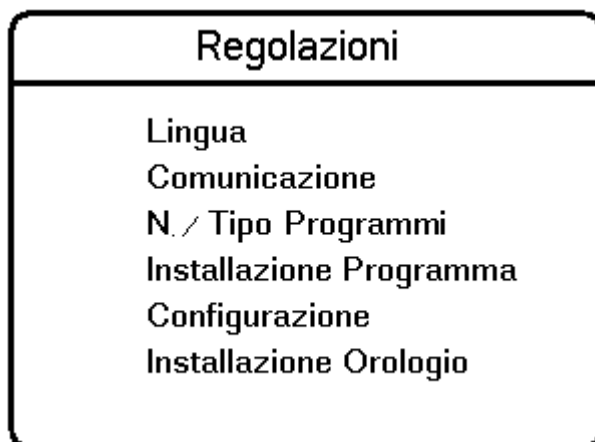 Regolazioni
Lingua
Comunicazione
N. / Tipo Programmi
Installazione Programma
Configurazione
Installazione Orologio